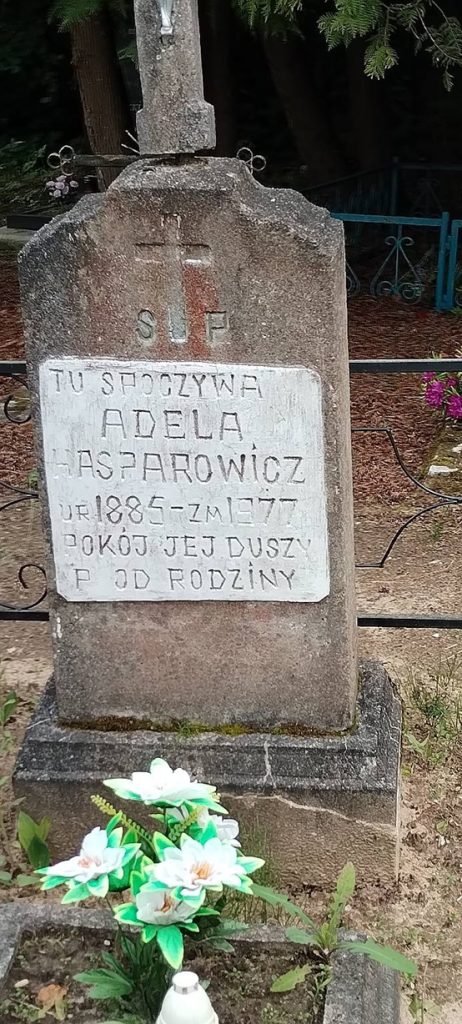 S P
TU SPOCZYWA
ADELA
HASPAROWICZ
UR 1885-ZM 1977
POKÓJ JEJ DUSZY
P OD RODZINY